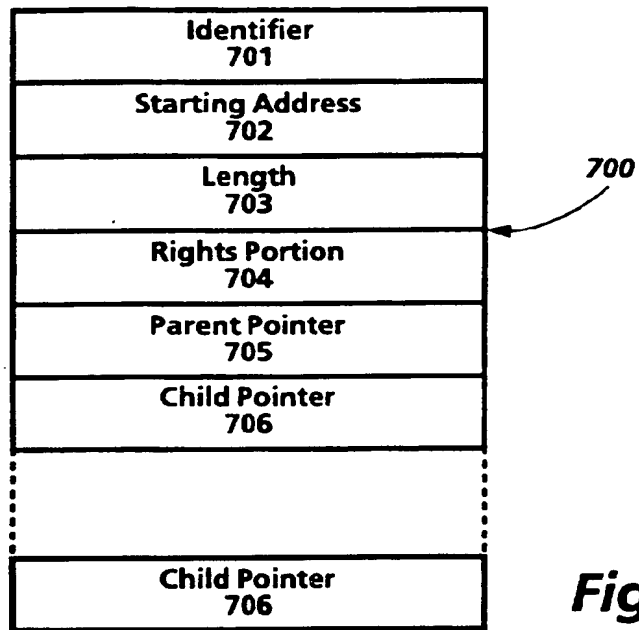 Identifier
701
Starting Address
702
Length
703
700
Rights Portion
704
Parent Pointer
705
Child Pointer
706
Child Pointer
706
Fig